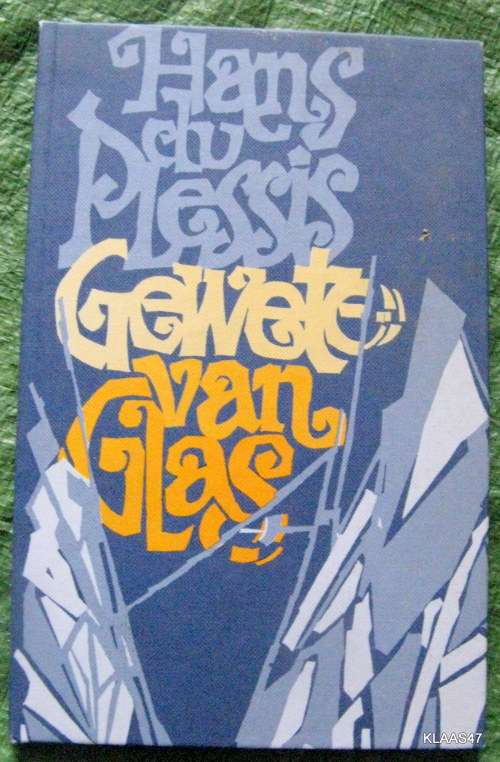 Hans
du
Plessis
Gewete
van
Glas
KLAAS47